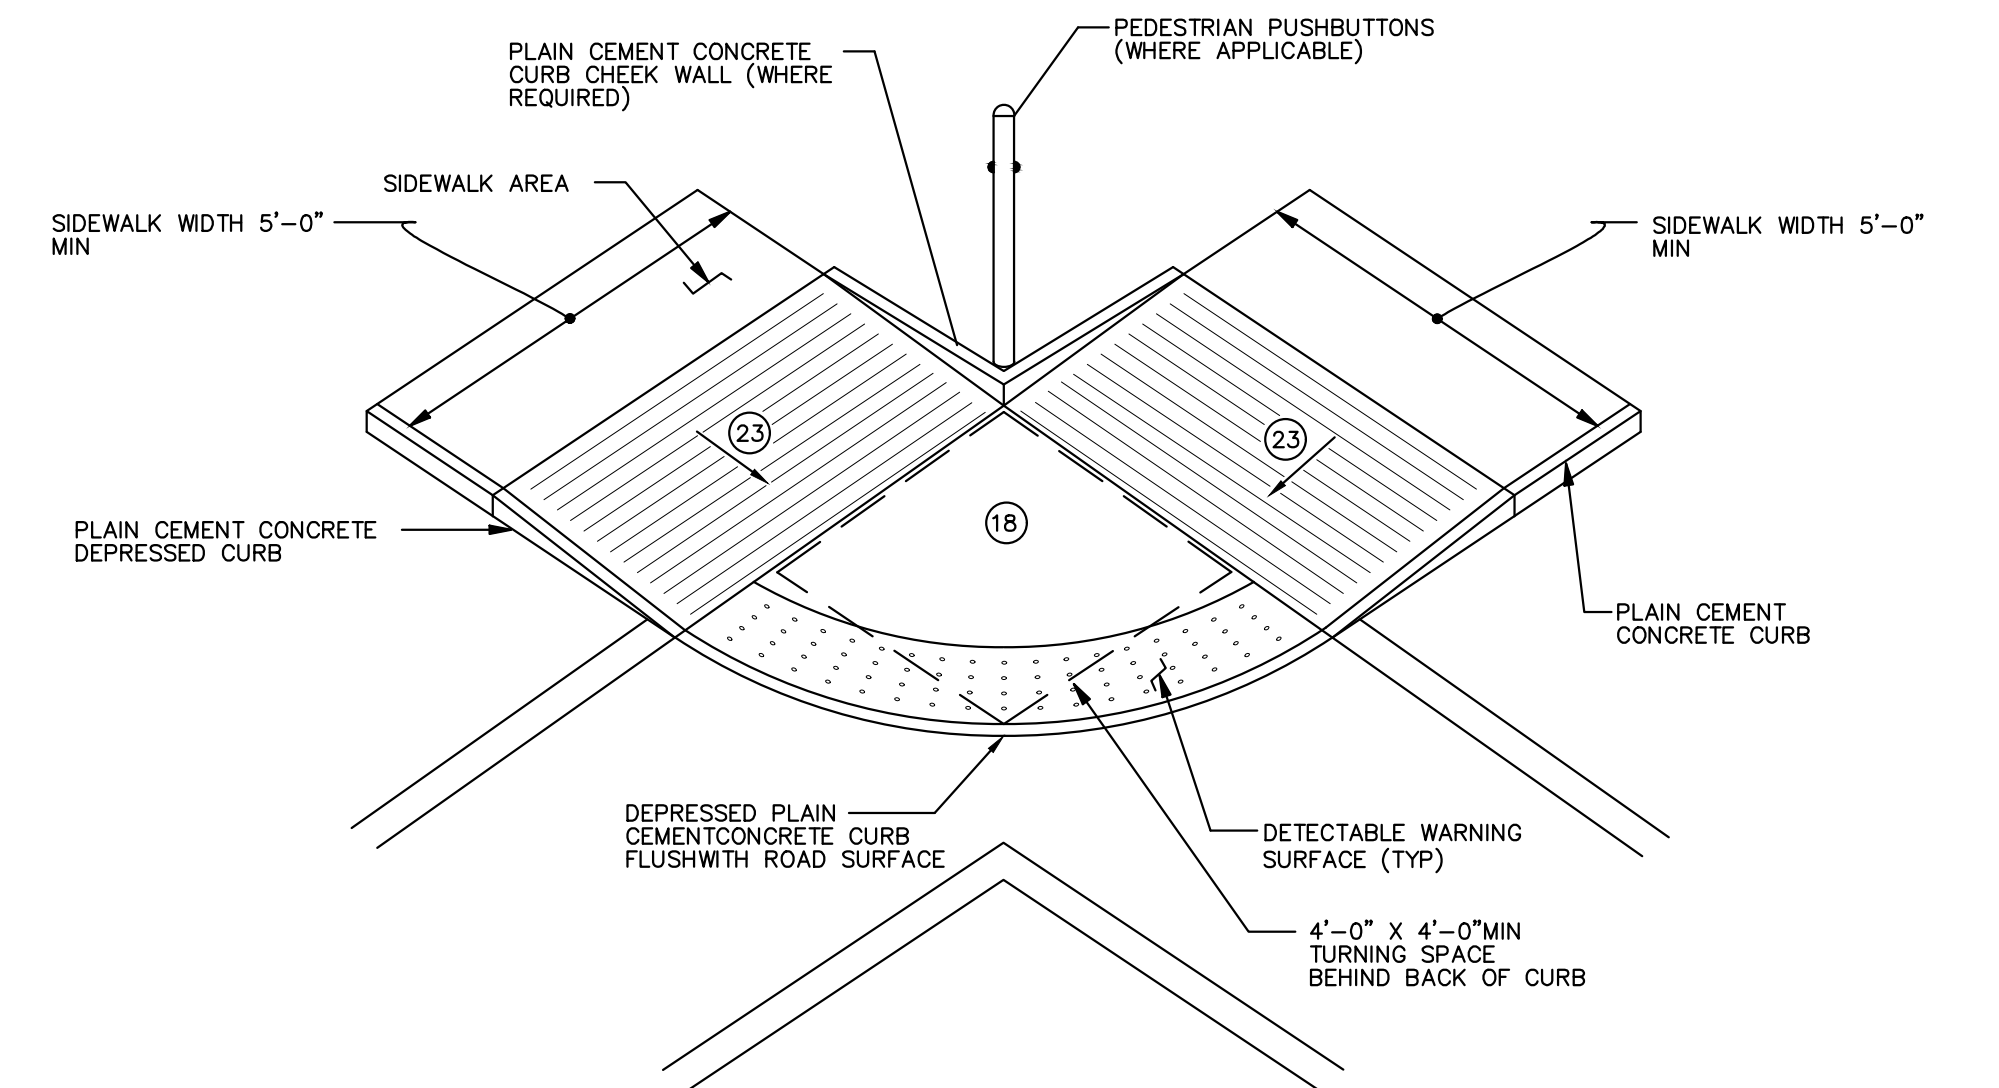 PEDESTRIAN PUSHBUTTONS
(WHERE APPLICABLE)
PLAIN CEMENT CONCRETE
CURB CHEEK WALL (WHERE
REQUIRED)
SIDEWALK AREA
SIDEWALK WIDTH 5'-0"
MIN
SIDEWALK WIDTH 5'-0"
MIN
23
23
18
PLAIN CEMENT CONCRETE
DEPRESSED CURB
PLAIN CEMENT
CONCRETE CURB
DEPRESSED PLAIN
CEMENTCONCRETE CURB
FLUSHWITH ROAD SURFACE
DETECTABLE WARNING
SURFACE (TYP)
4'-0" X 4'-0"MIN
TURNING SPACE
BEHIND BACK OF CURB